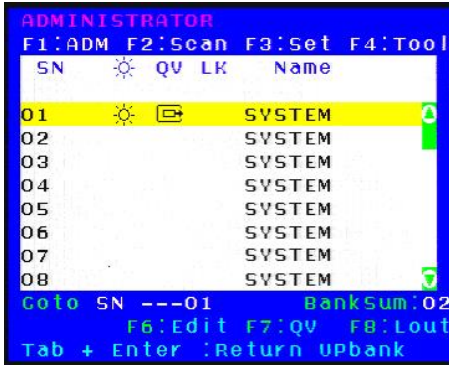 ADMINISTRATOR
F1:ADM F2:Scan F3:Set F4:Tool
SN QV LK Name
01 SYSTEM
02 SYSTEM
03 SYSTEM
04 SYSTEM
05 SYSTEM
06 SYSTEM
07 SYSTEM
08 SYSTEM
Goto SN ---01 BankSum:02
F6:Edit F7:QV F8:Lout
Tab + Enter :Return UPbank